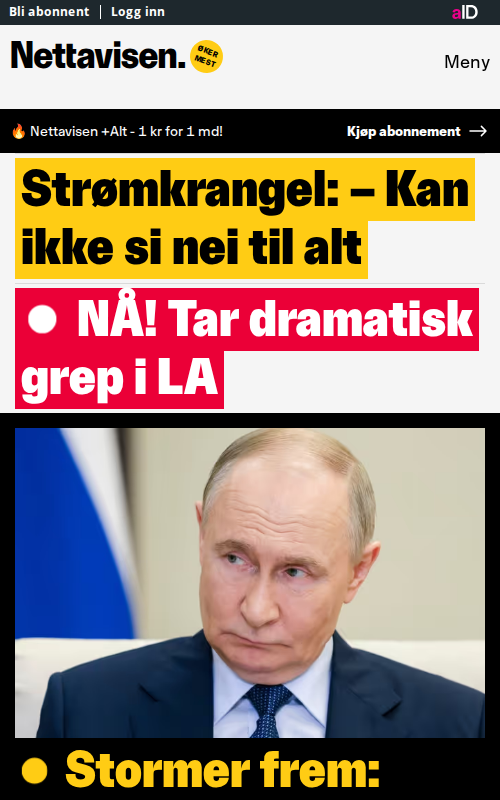 Bli abonnent | Logg inn
aID
Nettavisen.
ØKER
MEST
Meny
🔥 Nettavisen +Alt - 1 kr for 1 md!
Kjøp abonnement →
Strømkrangel: – Kan
ikke si nei til alt
NÅ! Tar dramatisk
grep i LA
Stormer frem: